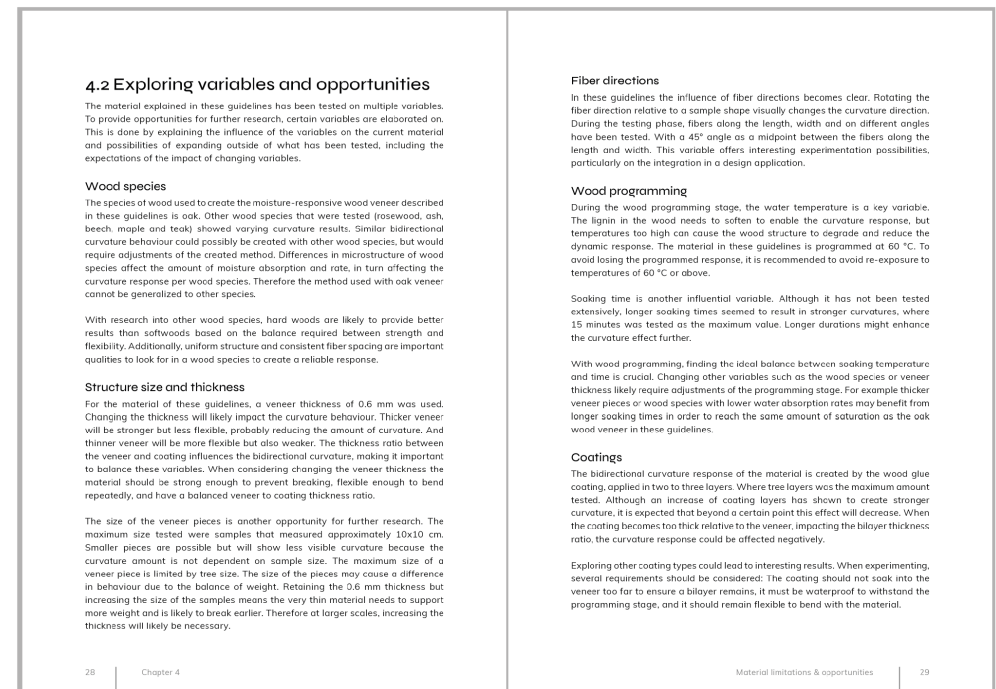 4.2 Exploring variables and opportunities
The material explained in these guidelines has been tested on multiple variables.
To provide opportunities for further research, certain variables are elaborated on.
This is done by explaining the influence of the variables on the current material
and possibilities of expanding outside of what has been tested, including the
expectations of the impact of changing variables.
Wood species
The species of wood used to create the moisture-responsive wood veneer described
in these guidelines is oak. Other wood species that were tested (rosewood, ash,
beech. maple and teak) showed varying curvature results. Similar bidirectional
curvature behaviour could possibly be created with other wood species, but would
require adjustments of the created method. Differences in microstructure of wood
species affect the amount of moisture absorption and rate, in turn affecting the
curvature response per wood species. Therefore the method used with oak veneer
cannot be generalized to other species.
With research into other wood species, hard woods are likely to provide better
results than softwoods based on the balance required between strength and
flexibility. Additionally, uniform structure and consistent fiber spacing are important
qualities to look for in a wood species to create a reliable response.
Structure size and thickness
For the material of these guidelines, a veneer thickness of 0.6 mm was used.
Changing the thickness will likely impact the curvature behaviour. Thicker veneer
will be stronger but less flexible, probably reducing the amount of curvature. And
thinner veneer will be more flexible but also weaker. The thickness ratio between
the veneer and coating influences the bidirectional curvature, making it important
to balance these variables. When considering changing the veneer thickness the
material should be strong enough to prevent breaking, flexible enough to bend
repeatedly, and have a balanced veneer to coating thickness ratio.
The size of the veneer pieces is another opportunity for further research. The
maximum size tested were samples that measured approximately 10x10 cm.
Smaller pieces are possible but will show less visible curvature because the
curvature amount is not dependent on sample size. The maximum size of a
veneer piece is limited by tree size. The size of the pieces may cause a difference
in behaviour due to the balance of weight. Retaining the 0.6 mm thickness but
increasing the size of the samples means the very thin material needs to support
more weight and is likely to break earlier. Therefore at larger scales, increasing the
thickness will likely be necessary.
28
Chapter 4
Fiber directions
In these guidelines the influence of fiber directions becomes clear. Rotating the
fiber direction relative to a sample shape visually changes the curvature direction.
During the testing phase, fibers along the length, width and on different angles
have been tested. With a 45° angle as a midpoint between the fibers along the
length and width. This variable offers interesting experimentation possibilities,
particularly on the integration in a design application.
Wood programming
During the wood programming stage, the water temperature is a key variable.
The lignin in the wood needs to soften to enable the curvature response, but
temperatures too high can cause the wood structure to degrade and reduce the
dynamic response. The material in these guidelines is programmed at 60 °C. To
avoid losing the programmed response, it is recommended to avoid re-exposure to
temperatures of 60 °C or above.
Soaking time is another influential variable. Although it has not been tested
extensively, longer soaking times seemed to result in stronger curvatures, where
15 minutes was tested as the maximum value. Longer durations might enhance
the curvature effect further.
With wood programming, finding the ideal balance between soaking temperature
and time is crucial. Changing other variables such as the wood species or veneer
thickness likely require adjustments of the programming stage. For example thicker
veneer pieces or wood species with lower water absorption rates may benefit from
longer soaking times in order to reach the same amount of saturation as the oak
wood veneer in these guidelines.
Coatings
The bidirectional curvature response of the material is created by the wood glue
coating, applied in two to three layers. Where tree layers was the maximum amount
tested. Although an increase of coating layers has shown to create stronger
curvature, it is expected that beyond a certain point this effect will decrease. When
the coating becomes too thick relative to the veneer, impacting the bilayer thickness
ratio, the curvature response could be affected negatively.
Exploring other coating types could lead to interesting results. When experimenting,
several requirements should be considered: The coating should not soak into the
veneer too far to ensure a bilayer remains, it must be waterproof to withstand the
programming stage, and it should remain flexible to bend with the material.
Material limitations & opportunities
29